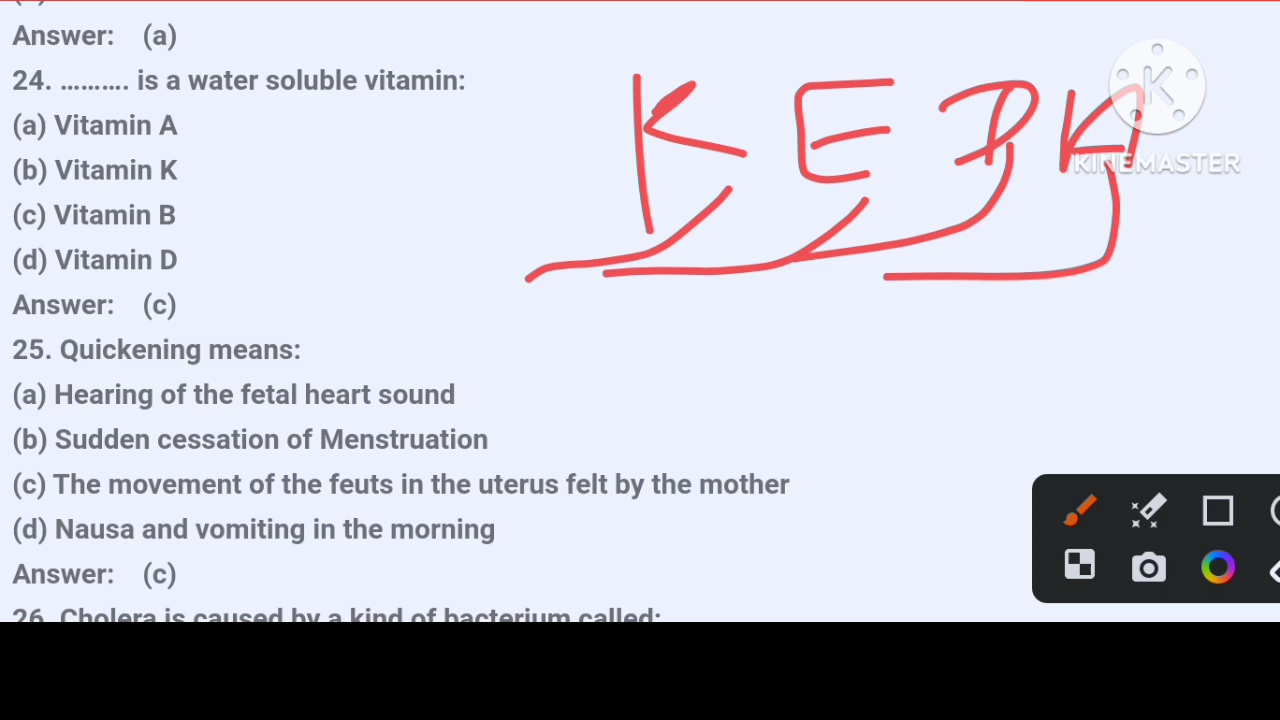 Answer: (a)
24. .......... is a water soluble vitamin:
(a) Vitamin A
(b) Vitamin K
(c) Vitamin B
(d) Vitamin D
Answer: (c)
25. Quickening means:
(a) Hearing of the fetal heart sound
(b) Sudden cessation of Menstruation
(c) The movement of the feuts in the uterus felt by the mother
(d) Nausa and vomiting in the morning
Answer: (c)
26. Cholera is caused by a kind of bacterium called:
K E D A
K
KINEMASTER